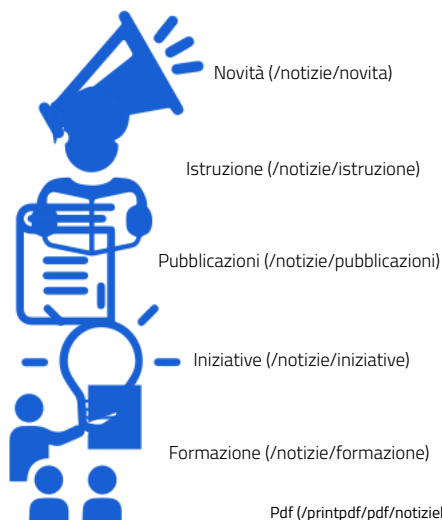 Novità (/notizie/novita)
Istruzione (/notizie/istruzione)
Pubblicazioni (/notizie/pubblicazioni)
Iniziative (/notizie/iniziative)
Formazione (/notizie/formazione)
Pdf (/printpdf/pdf/notizie